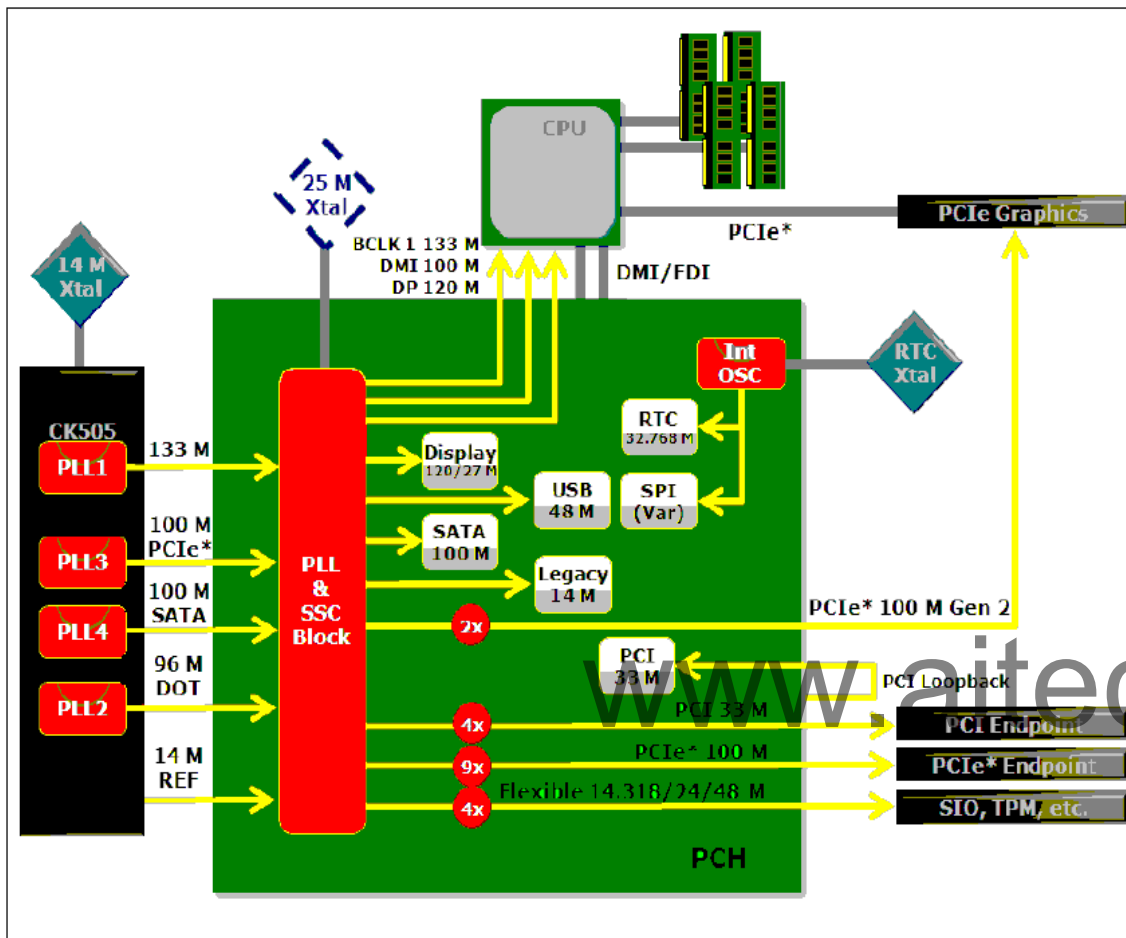 CPU
25 M
Xtal
PCIe Graphics
PCIe*
BCLK 1 133 M
DMI 100 M
DP 120 M
DMI/FDI
14 M
Xtal
Int
OSC
RTC
Xtal
CK505
PLL1
133 M
RTC
32.768 M
Display
120/27 M
USB
48 M
SPI
(Var)
100 M
PCIe*
PLL3
SATA
100 M
PLL
&
SSC
Block
Legacy
14 M
100 M
SATA
PLL4
2x
PCIe* 100 M Gen 2
96 M
DOT
PLL2
PCI
33 M
PCI Loopback
www.aitec
4x
PCI 33 M
PCI Endpoint
14 M
REF
9x
PCIe* 100 M
PCIe* Endpoint
4x
Flexible 14.318/24/48 M
SIO, TPM, etc.
PCH